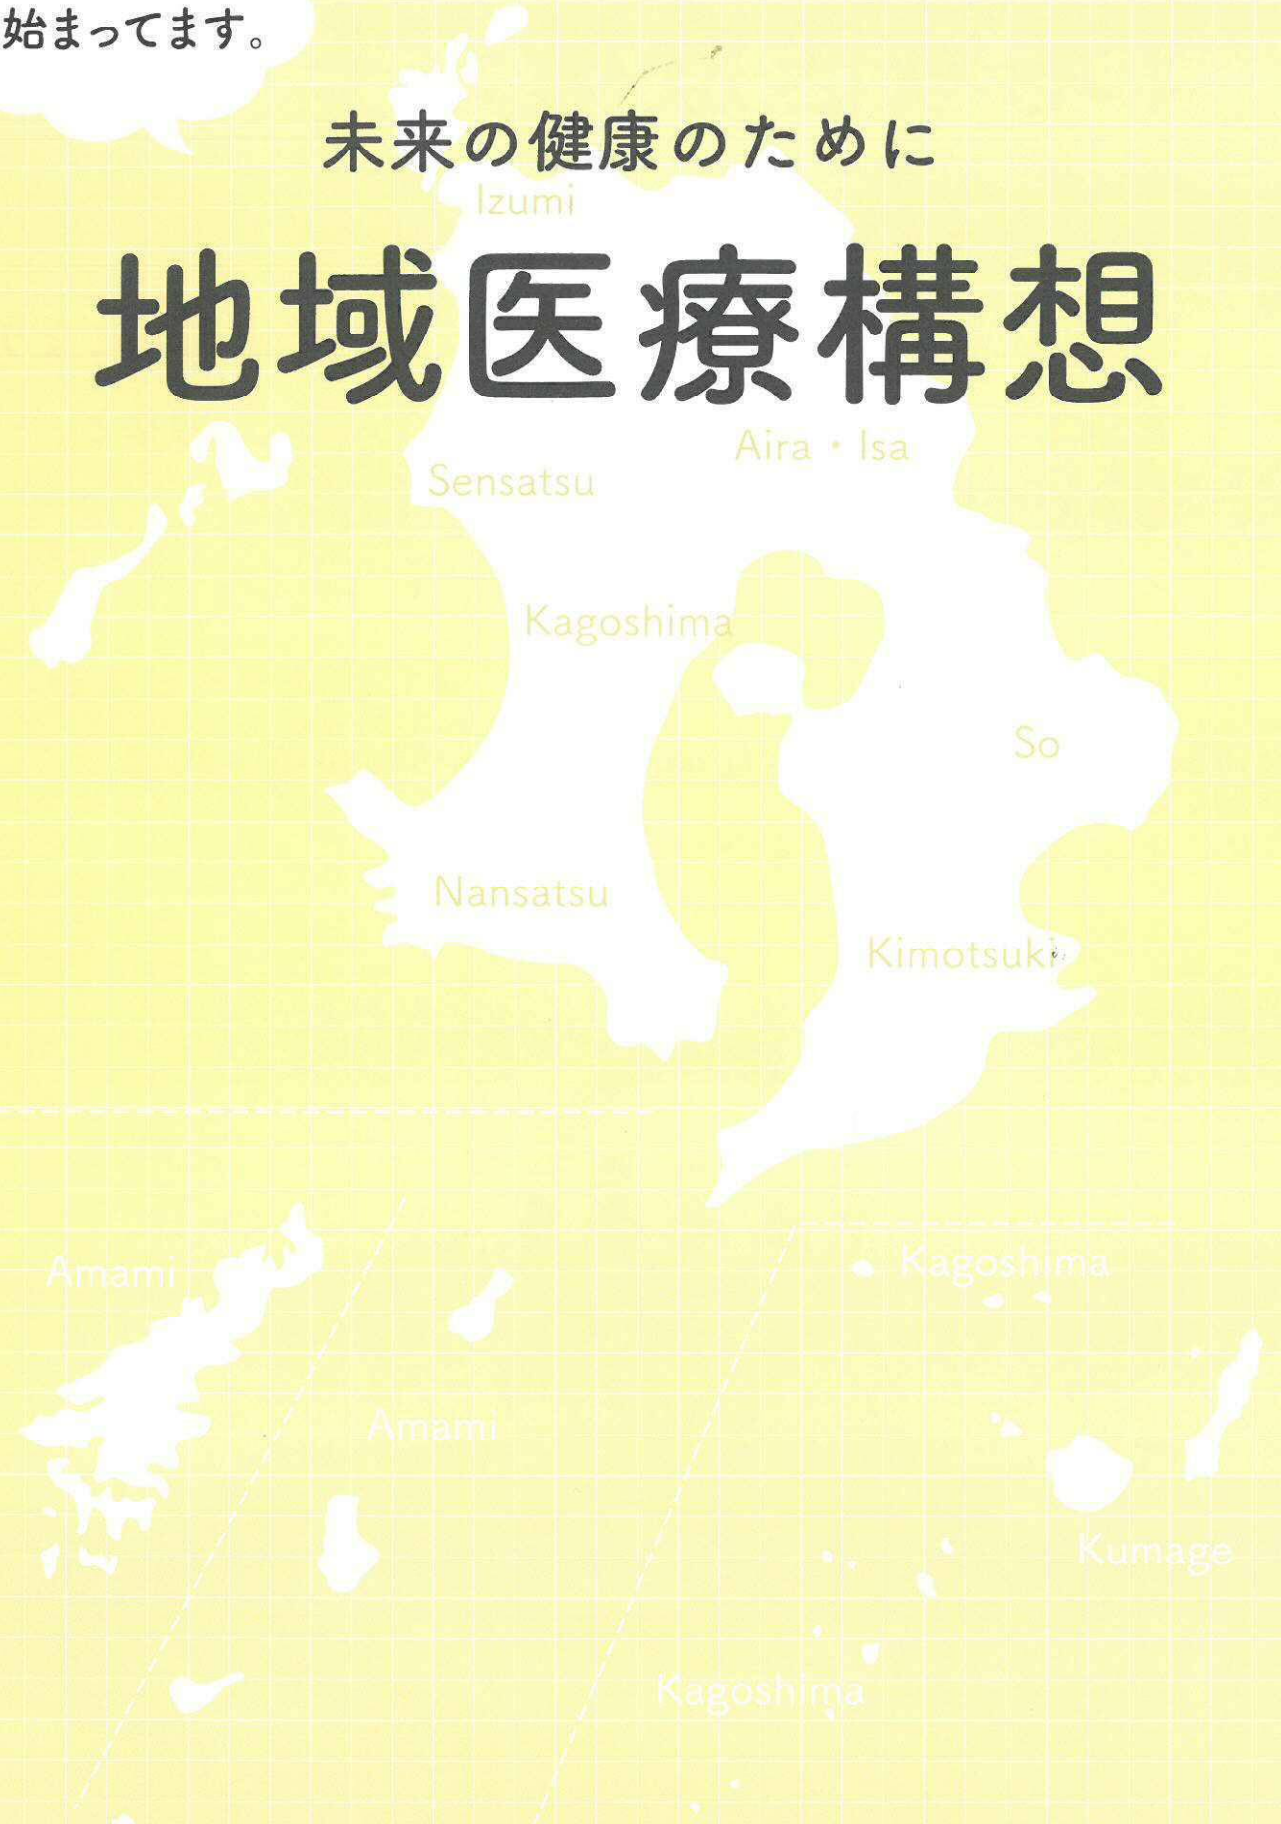 始まってます。
未来の健康のために
Izumi
地域医療構想
Aira・Isa
Sensatsu
Kagoshima
So
Nansatsu
Kimotsuki
Kagoshima
Amami
Amami
Kumage
Kagoshima